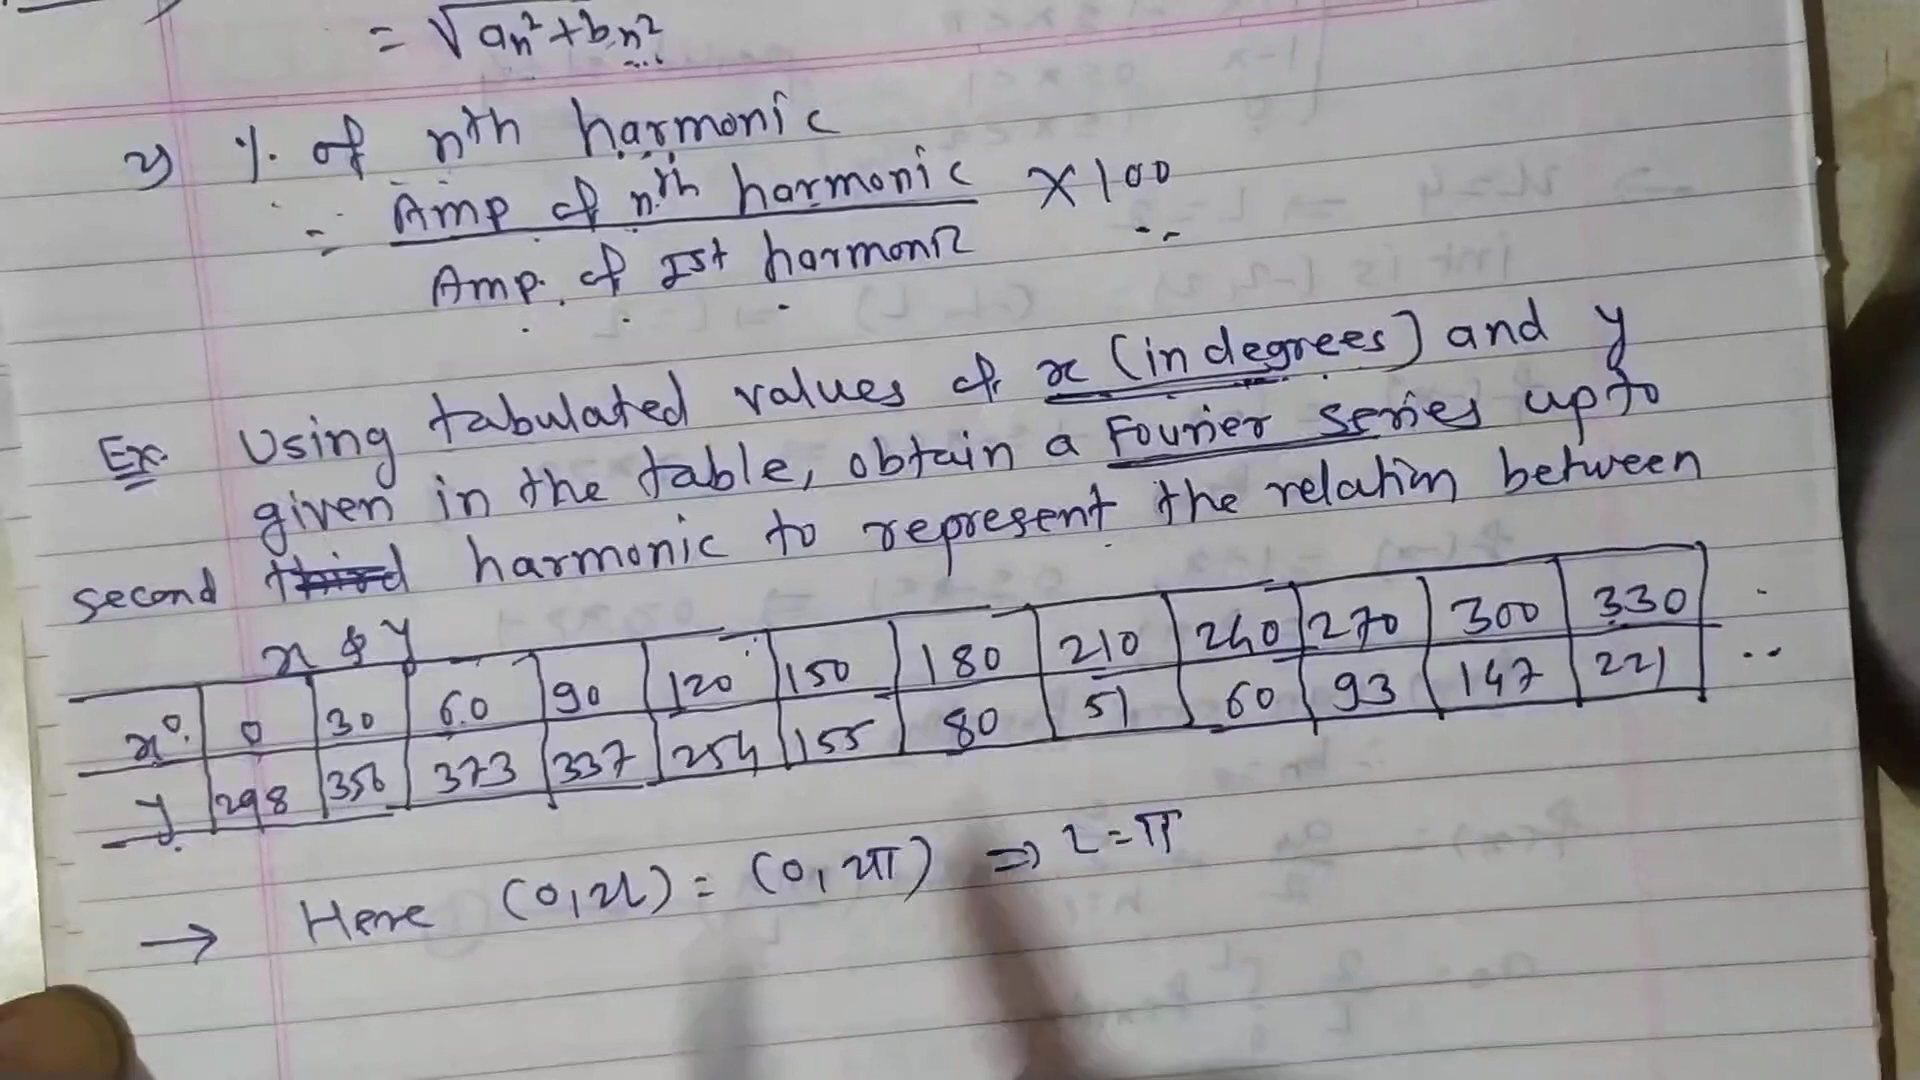 = √an²+bn²
2) % of nth harmonic
= Amp of nth harmonic × 100
Amp. of Ist harmonic
Ex. Using tabulated values of x (in degrees) and y
given in the table, obtain a Fourier series upto
second third harmonic to represent the relation between
x & y
x° 0 30 60 90 120 150 180 210 240 270 300 330
y 298 356 373 337 254 155 80 51 60 93 147 221
→ Here (0,2L) = (0,2π) ⇒ L=π